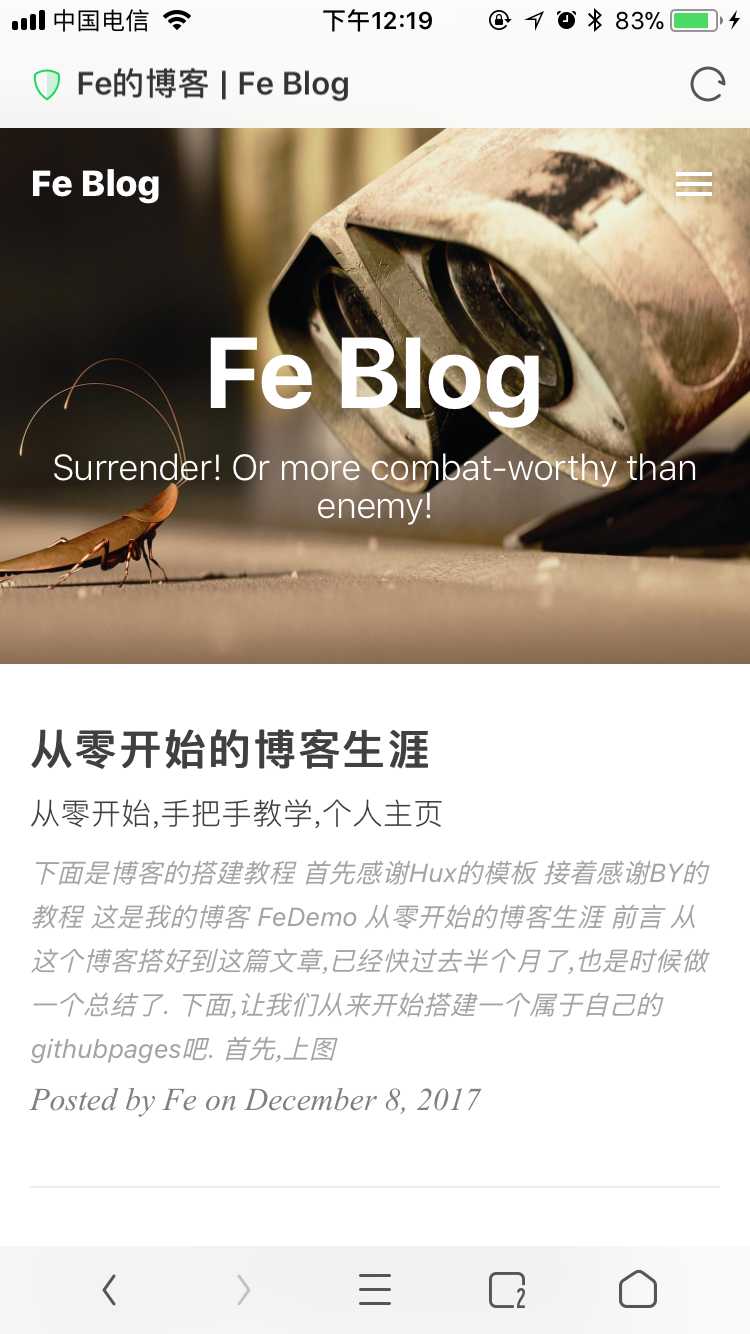 中国电信 下午12:19 83%
Fe的博客 | Fe Blog
Fe Blog
Fe Blog
Surrender! Or more combat-worthy than
enemy!
从零开始的博客生涯
从零开始,手把手教学,个人主页
下面是博客的搭建教程 首先感谢Hux的模板 接着感谢BY的
教程 这是我的博客 FeDemo 从零开始的博客生涯 前言 从
这个博客搭好到这篇文章,已经快过去半个月了,也是时候做
一个总结了. 下面,让我们从来开始搭建一个属于自己的
githubpages吧. 首先,上图
Posted by Fe on December 8, 2017
2